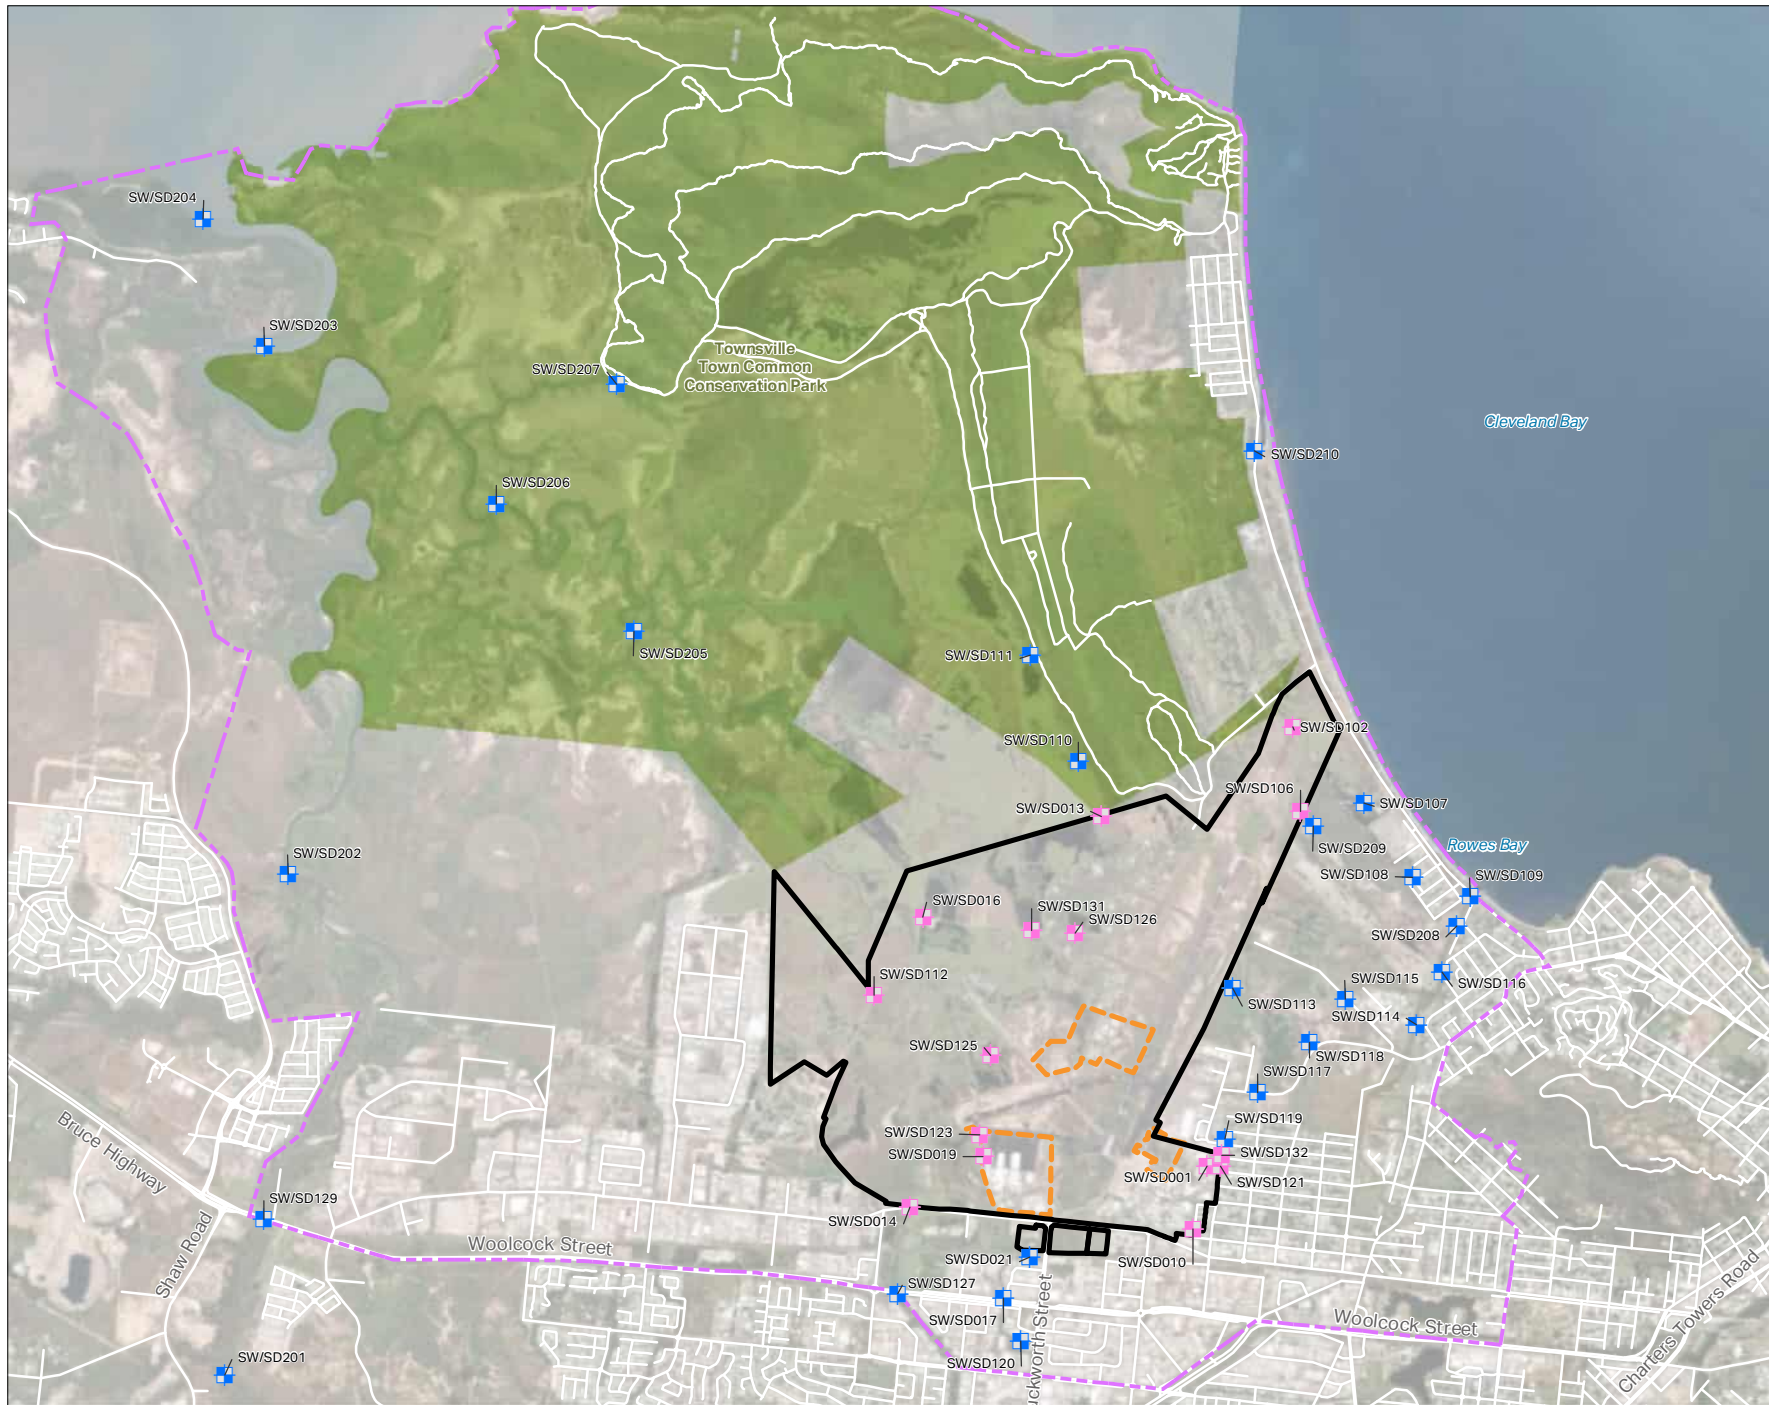 SW/SD204
SW/SD203
SW/SD207
Townsville
Town Common
Conservation Park
Cleveland Bay
SW/SD210
SW/SD206
SW/SD205
SW/SD111
SW/SD102
SW/SD110
SW/SD106
SW/SD013
SW/SD107
SW/SD209
Rowes Bay
SW/SD202
SW/SD108
SW/SD109
SW/SD016
SW/SD131
SW/SD126
SW/SD208
SW/SD112
SW/SD115
SW/SD116
SW/SD113
SW/SD114
SW/SD125
SW/SD118
SW/SD117
SW/SD119
SW/SD123
SW/SD019
SW/SD132
SW/SD001
SW/SD121
Bruce Highway
SW/SD129
SW/SD014
Shaw Road
Woolcock Street
SW/SD021
SW/SD010
SW/SD127
SW/SD017
uckworth Street
Woolcock Street
SW/SD120
SW/SD201
Charters Towers Road